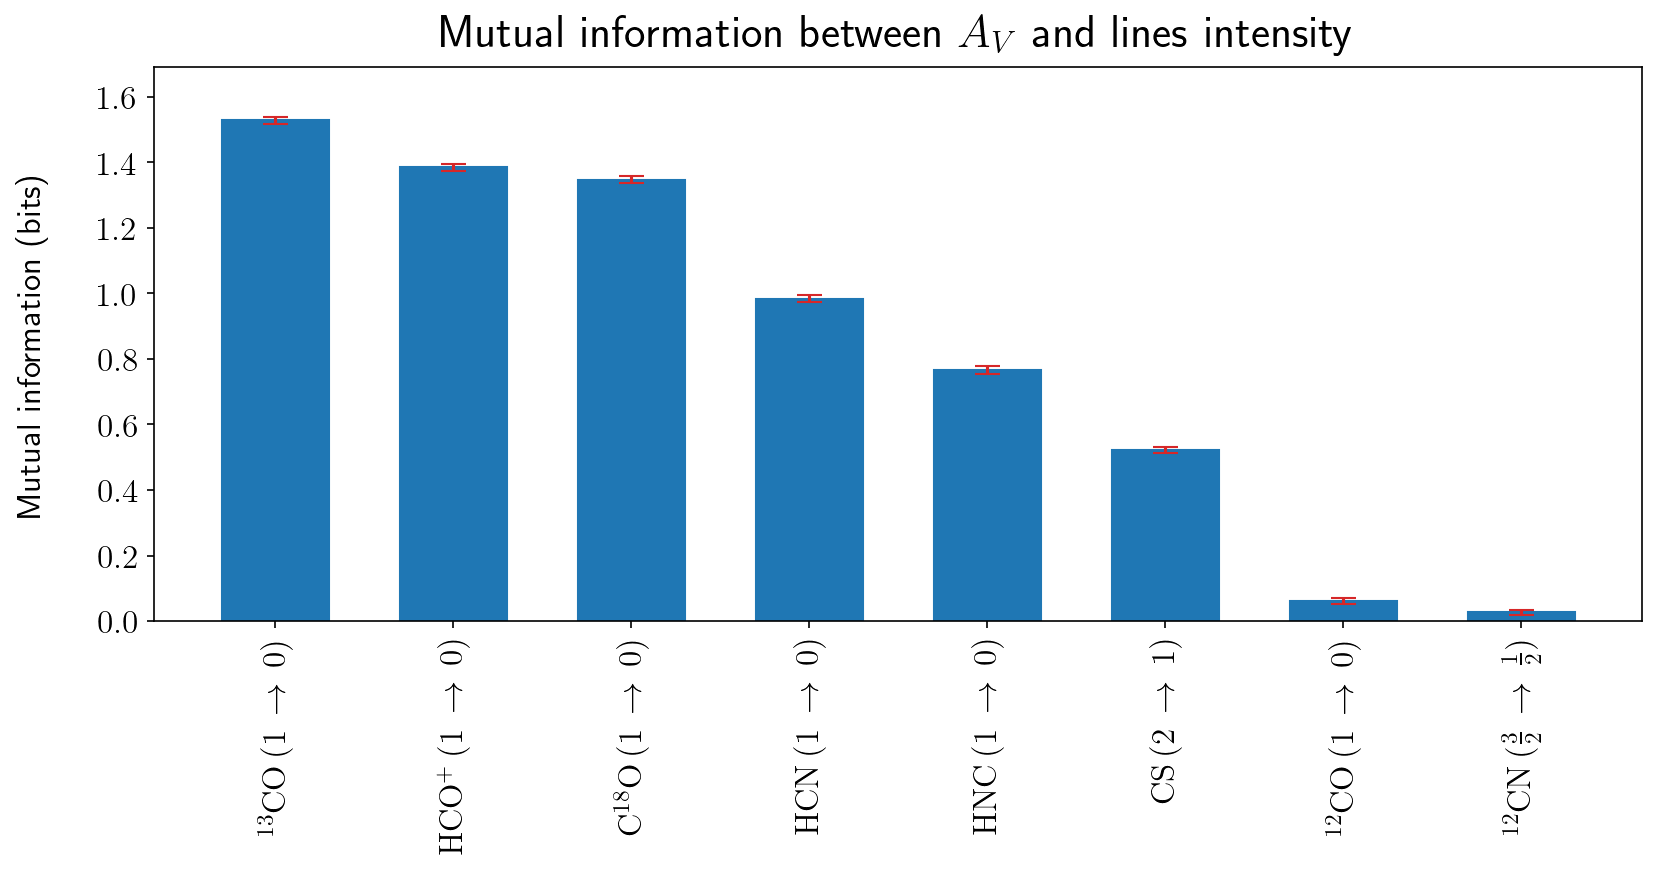 Mutual information between A_V and lines intensity
Mutual information (bits)
1.6
1.4
1.2
1.0
0.8
0.6
0.4
0.2
0.0
¹³CO (1 → 0)
HCO⁺ (1 → 0)
C¹⁸O (1 → 0)
HCN (1 → 0)
HNC (1 → 0)
CS (2 → 1)
¹²CO (1 → 0)
¹²CN (3/2 → 1/2)